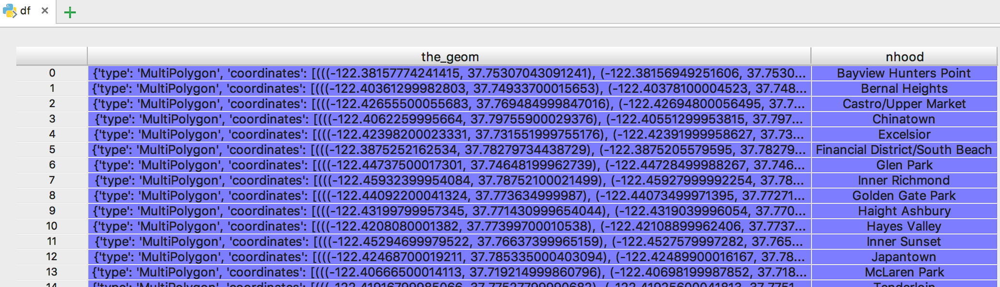 df
the_geom nhood
0 {'type': 'MultiPolygon', 'coordinates': [(((-122.38157774241415, 37.75307043091241), (-122.38156949251606, 37.7530... Bayview Hunters Point
1 {'type': 'MultiPolygon', 'coordinates': [(((-122.40361299982803, 37.74933700015653), (-122.40378100004523, 37.748... Bernal Heights
2 {'type': 'MultiPolygon', 'coordinates': [(((-122.42655500055683, 37.769484999847016), (-122.42694800056495, 37.7... Castro/Upper Market
3 {'type': 'MultiPolygon', 'coordinates': [(((-122.4062259995664, 37.79755900029376), (-122.40551299953815, 37.797... Chinatown
4 {'type': 'MultiPolygon', 'coordinates': [(((-122.42398200023331, 37.731551999755176), (-122.42391999958627, 37.73... Excelsior
5 {'type': 'MultiPolygon', 'coordinates': [(((-122.3875252162534, 37.78279734438729), (-122.3875205579595, 37.78279... Financial District/South Beach
6 {'type': 'MultiPolygon', 'coordinates': [(((-122.44737500017301, 37.74648199962739), (-122.44728499988267, 37.746... Glen Park
7 {'type': 'MultiPolygon', 'coordinates': [(((-122.45932399954084, 37.78752100021499), (-122.45927999992254, 37.78... Inner Richmond
8 {'type': 'MultiPolygon', 'coordinates': [(((-122.44092200041324, 37.773634999987), (-122.44073499971395, 37.77271... Golden Gate Park
9 {'type': 'MultiPolygon', 'coordinates': [(((-122.43199799957345, 37.771430999654044), (-122.4319039996054, 37.770... Haight Ashbury
10 {'type': 'MultiPolygon', 'coordinates': [(((-122.4208080001382, 37.77399700010538), (-122.42108899962406, 37.7737... Hayes Valley
11 {'type': 'MultiPolygon', 'coordinates': [(((-122.45294699979522, 37.76637399965159), (-122.4527579997282, 37.765... Inner Sunset
12 {'type': 'MultiPolygon', 'coordinates': [(((-122.42468700019211, 37.785335000403094), (-122.42489900016167, 37.78... Japantown
13 {'type': 'MultiPolygon', 'coordinates': [(((-122.40666500014113, 37.719214999860796), (-122.40698199987852, 37.718... McLaren Park
14 {'type': 'MultiPolygon', 'coordinates': Tenderloin